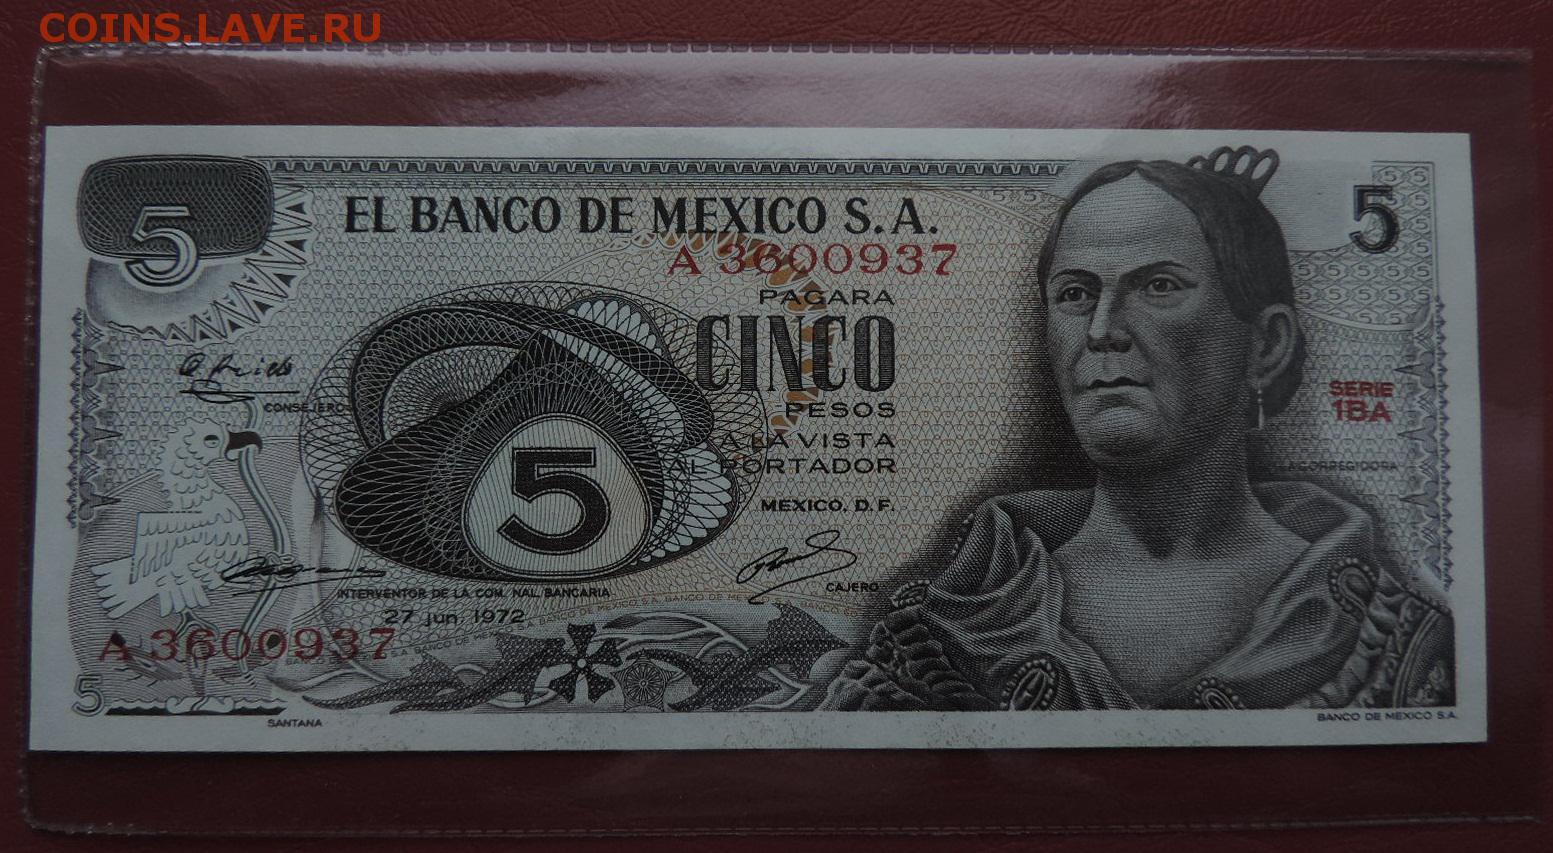 COINS.LAVE.RU
5
EL BANCO DE MEXICO S.A.
5
A 3600937
PAGARA
CINCO
PESOS
A LA VISTA
AL PORTADOR
MEXICO, D.F.
SERIE
1BA
CONSEJERO
LA CORREGIDORA
5
INTERVENTOR DE LA COM. NAL. BANCARIA
CAJERO
27 jun. 1972
A 3600937
5
SANTANA
BANCO DE MEXICO S.A.